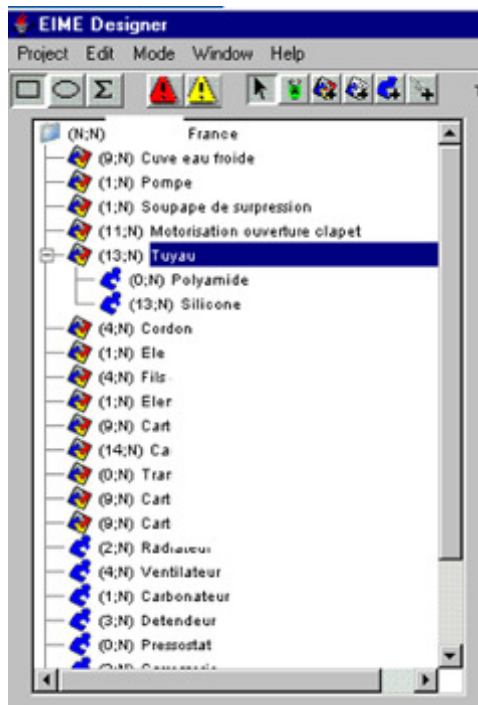 EIME Designer
Project Edit Mode Window Help
Σ
(N;N) France
(9;N) Cuve eau froide
(1;N) Pompe
(1;N) Soupape de surpression
(11;N) Motorisation ouverture clapet
(13;N) Tuyau
(0;N) Polyamide
(13;N) Silicone
(4;N) Cordon
(1;N) Ele
(4;N) Fils
(1;N) Eler
(9;N) Cart
(14;N) Ca
(0;N) Trar
(9;N) Cart
(9;N) Cart
(2;N) Radiateur
(4;N) Ventilateur
(1;N) Carbonateur
(3;N) Detendeur
(0;N) Pressostat